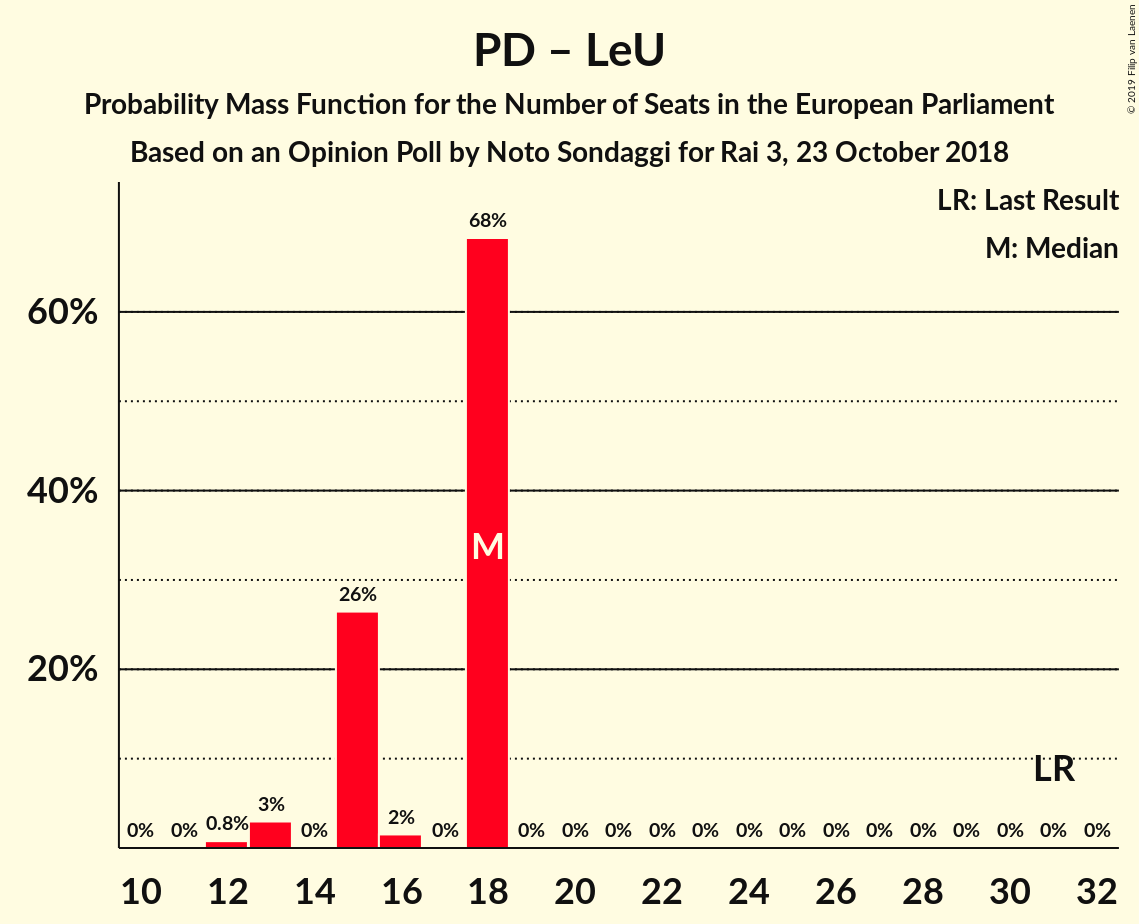 PD – LeU
Probability Mass Function for the Number of Seats in the European Parliament
Based on an Opinion Poll by Noto Sondaggi for Rai 3, 23 October 2018
© 2019 Filip van Laenen
LR: Last Result
M: Median
68%
60%
40%
M
26%
20%
LR
0% 0% 0.8% 3% 0% 2% 0% 0% 0% 0% 0% 0% 0% 0% 0% 0% 0% 0% 0% 0% 0%
10 12 14 16 18 20 22 24 26 28 30 32